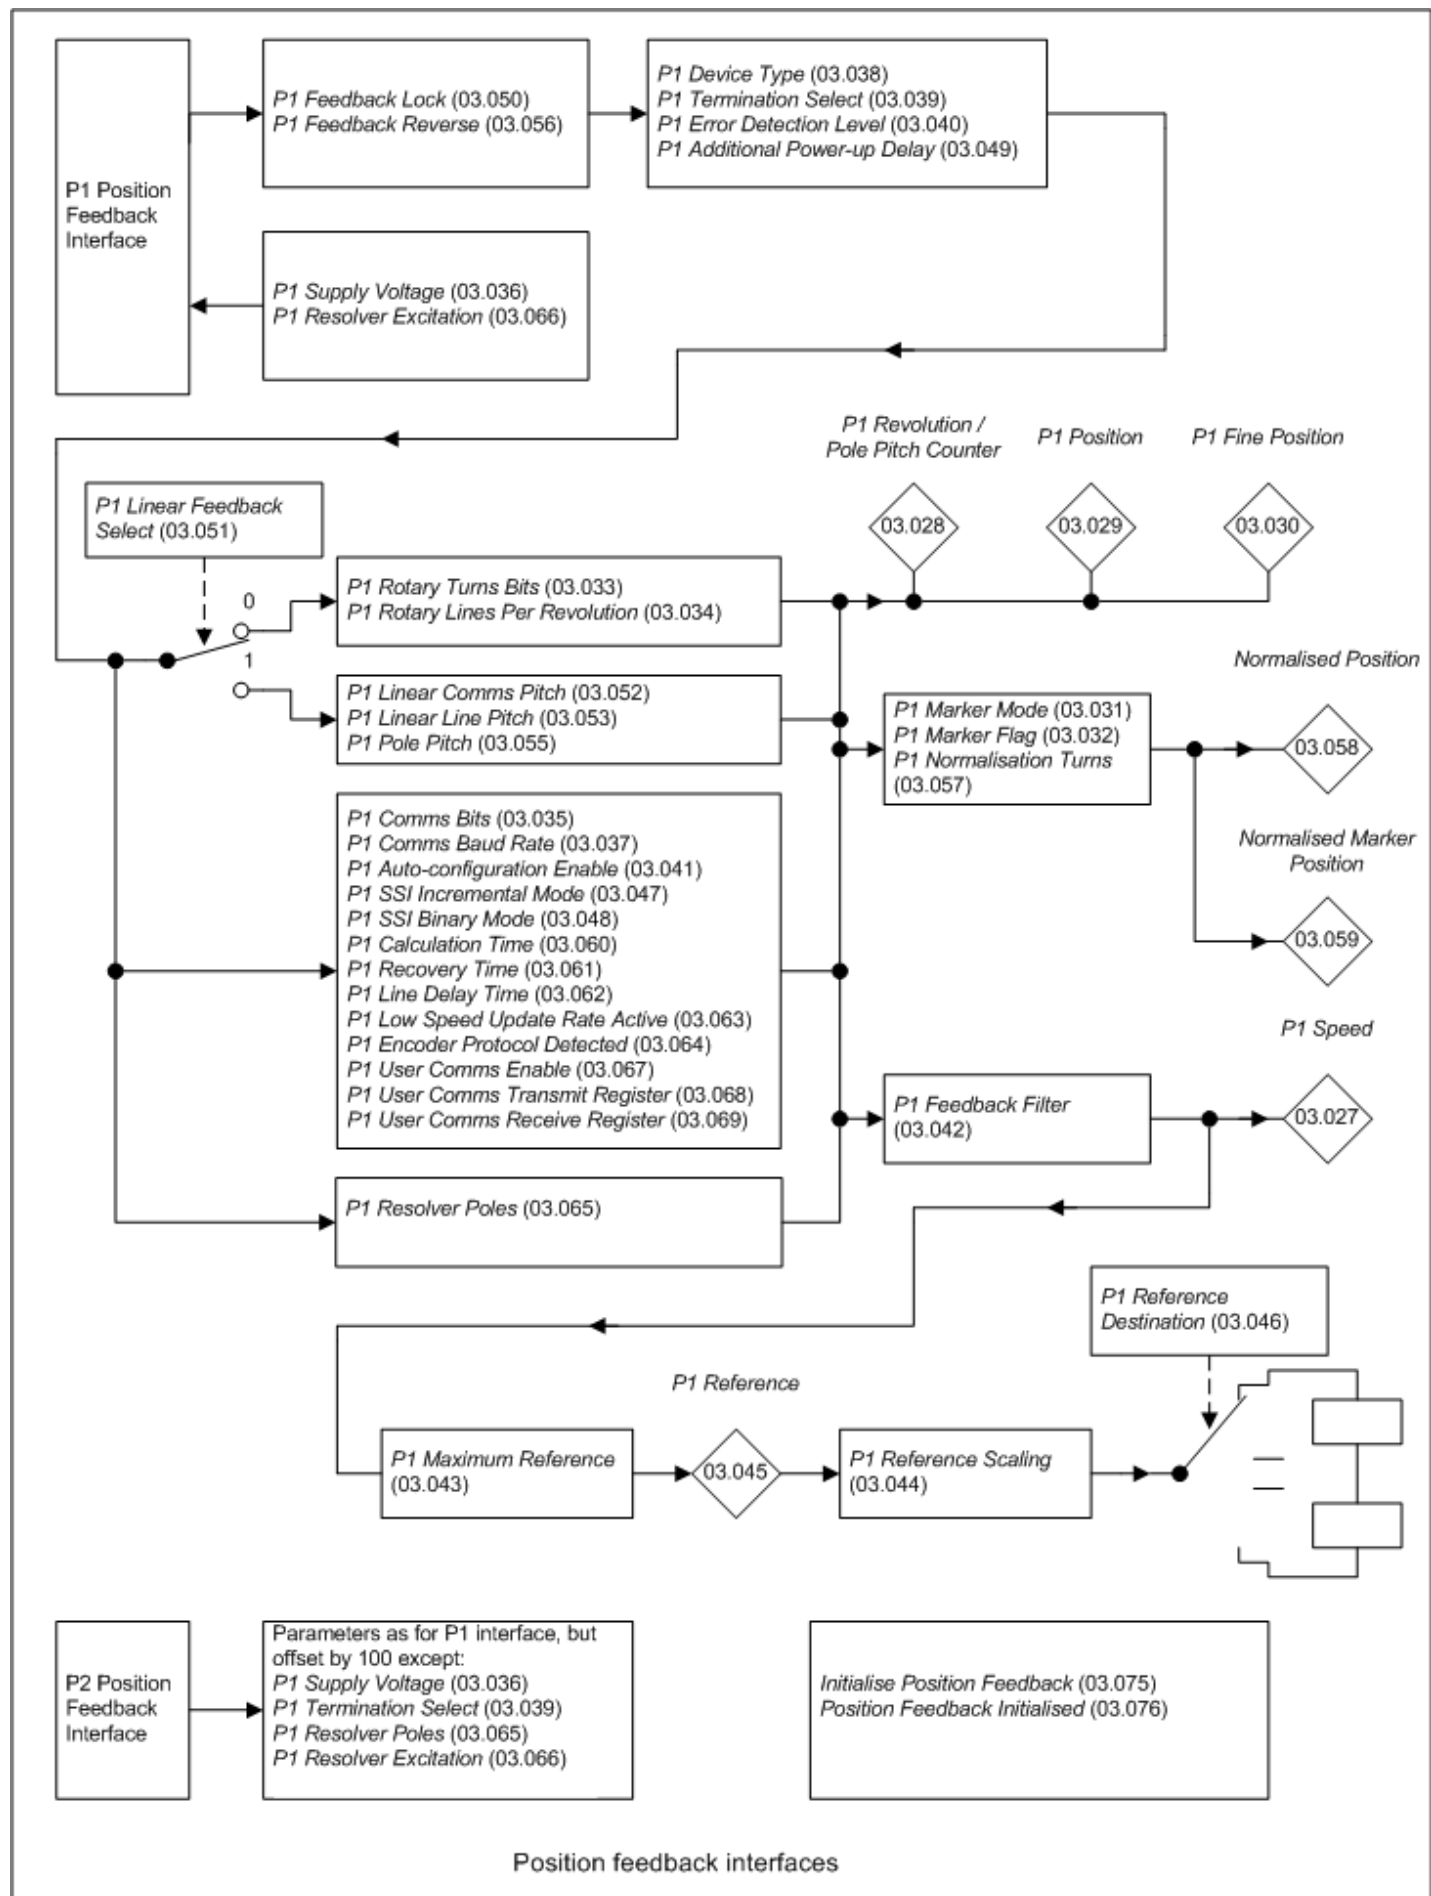 P1 Position
Feedback
Interface
P1 Feedback Lock (03.050)
P1 Feedback Reverse (03.056)
P1 Device Type (03.038)
P1 Termination Select (03.039)
P1 Error Detection Level (03.040)
P1 Additional Power-up Delay (03.049)
P1 Supply Voltage (03.036)
P1 Resolver Excitation (03.066)
P1 Revolution /
Pole Pitch Counter
P1 Position
P1 Fine Position
03.028
03.029
03.030
P1 Linear Feedback
Select (03.051)
0
1
P1 Rotary Turns Bits (03.033)
P1 Rotary Lines Per Revolution (03.034)
P1 Linear Comms Pitch (03.052)
P1 Linear Line Pitch (03.053)
P1 Pole Pitch (03.055)
P1 Marker Mode (03.031)
P1 Marker Flag (03.032)
P1 Normalisation Turns
(03.057)
Normalised Position
03.058
Normalised Marker
Position
03.059
P1 Comms Bits (03.035)
P1 Comms Baud Rate (03.037)
P1 Auto-configuration Enable (03.041)
P1 SSI Incremental Mode (03.047)
P1 SSI Binary Mode (03.048)
P1 Calculation Time (03.060)
P1 Recovery Time (03.061)
P1 Line Delay Time (03.062)
P1 Low Speed Update Rate Active (03.063)
P1 Encoder Protocol Detected (03.064)
P1 User Comms Enable (03.067)
P1 User Comms Transmit Register (03.068)
P1 User Comms Receive Register (03.069)
P1 Speed
P1 Feedback Filter
(03.042)
03.027
P1 Resolver Poles (03.065)
P1 Reference
Destination (03.046)
P1 Reference
P1 Maximum Reference
(03.043)
03.045
P1 Reference Scaling
(03.044)
P2 Position
Feedback
Interface
Parameters as for P1 interface, but
offset by 100 except:
P1 Supply Voltage (03.036)
P1 Termination Select (03.039)
P1 Resolver Poles (03.065)
P1 Resolver Excitation (03.066)
Initialise Position Feedback (03.075)
Position Feedback Initialised (03.076)
Position feedback interfaces